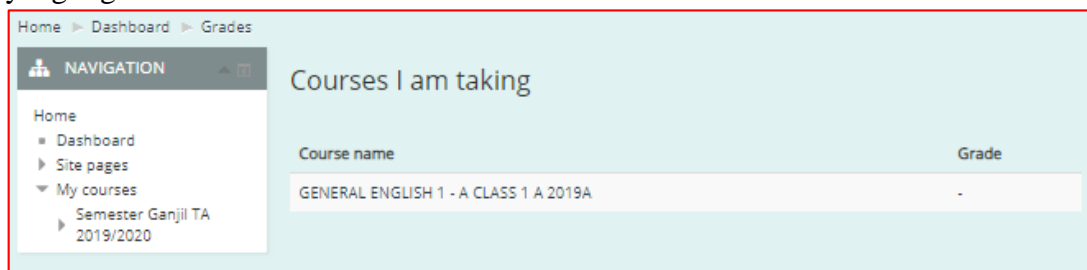 Home ▶ Dashboard ▶ Grades
NAVIGATION
Home
Dashboard
Site pages
My courses
Semester Ganjil TA
2019/2020
Courses I am taking
Course name Grade
GENERAL ENGLISH 1 - A CLASS 1 A 2019A -